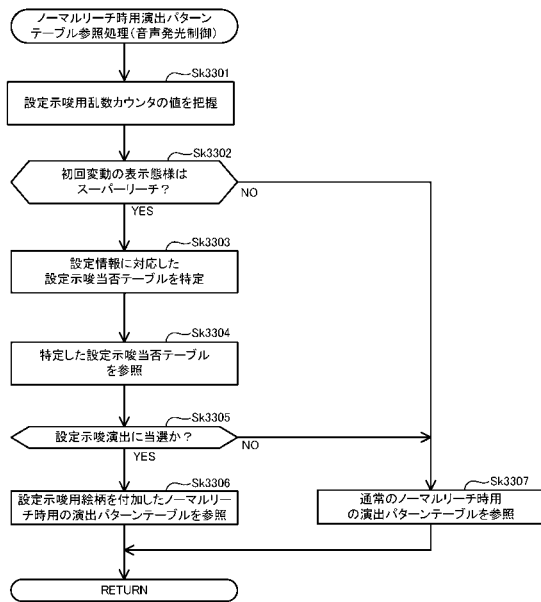 ノーマルリーチ時用演出パターン
テーブル参照処理(音声発光制御)
Sk3301
設定示唆用乱数カウンタの値を把握
Sk3302
初回変動の表示態様は
スーパーリーチ?
NO
YES
Sk3303
設定情報に対応した
設定示唆当否テーブルを特定
Sk3304
特定した設定示唆当否テーブル
を参照
Sk3305
設定示唆演出に当選か?
NO
YES
Sk3306
設定示唆用絵柄を付加したノーマルリー
チ時用の演出パターンテーブルを参照
Sk3307
通常のノーマルリーチ時用
の演出パターンテーブルを参照
RETURN